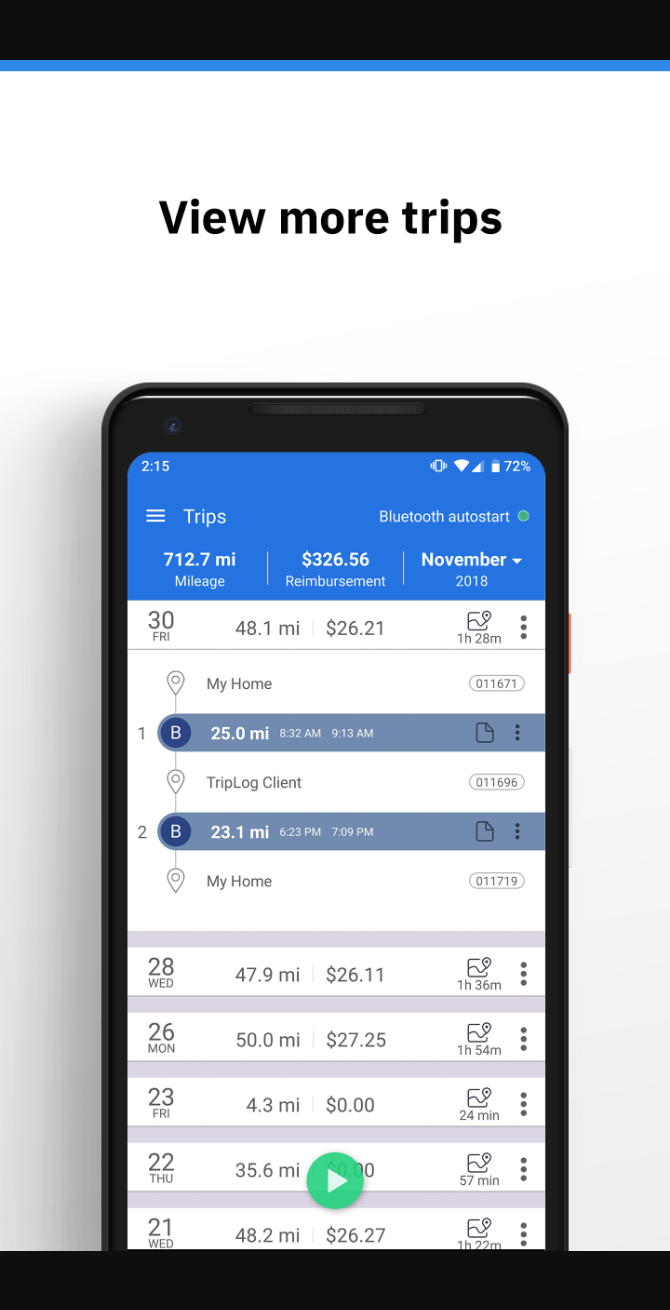 View more trips
2:15 72%
Trips Bluetooth autostart
712.7 mi $326.56 November
Mileage Reimbursement 2018
30 48.1 mi $26.21
FRI 1h 28m
My Home 011671
1 B 25.0 mi 8:32 AM 9:13 AM
TripLog Client 011696
2 B 23.1 mi 6:23 PM 7:09 PM
My Home 011719
28 47.9 mi $26.11
WED 1h 36m
26 50.0 mi $27.25
MON 1h 54m
23 4.3 mi $0.00
FRI 24 min
22 35.6 mi $0.00
THU 57 min
21 48.2 mi $26.27
WED 1h 22m